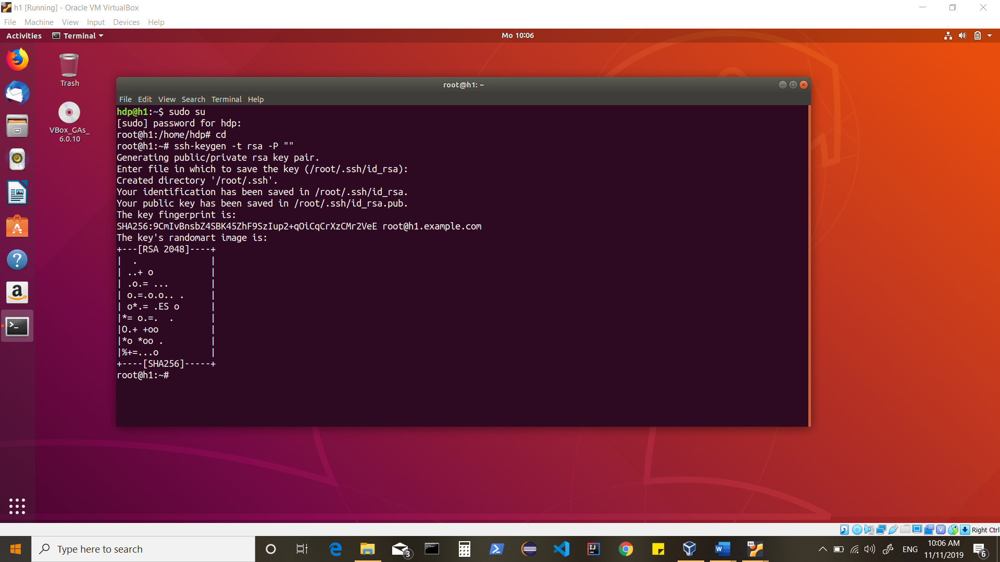 h1 [Running] - Oracle VM VirtualBox
File Machine View Input Devices Help
Activities Terminal Mo 10:06
Trash
VBox_GAs_
6.0.10
root@h1: ~
File Edit View Search Terminal Help
hdp@h1:~$ sudo su
[sudo] password for hdp:
root@h1:/home/hdp# cd
root@h1:~# ssh-keygen -t rsa -P ""
Generating public/private rsa key pair.
Enter file in which to save the key (/root/.ssh/id_rsa):
Created directory '/root/.ssh'.
Your identification has been saved in /root/.ssh/id_rsa.
Your public key has been saved in /root/.ssh/id_rsa.pub.
The key fingerprint is:
SHA256:9CmIvBnsbZ4SBK45ZhF9SzIup2+qOiCqCrXzCMr2VeE root@h1.example.com
The key's randomart image is:
+---[RSA 2048]----+
|  .              |
| ..+ o           |
| .o.= ...        |
| o.=.o.o.. .     |
| o*.= .ES o      |
|*= o.=.  .       |
|O.+ +oo          |
|*o *oo .         |
|%+=...o          |
+----[SHA256]-----+
root@h1:~#
Right Ctrl
Type here to search
3
ENG
10:06 AM
11/11/2019
6